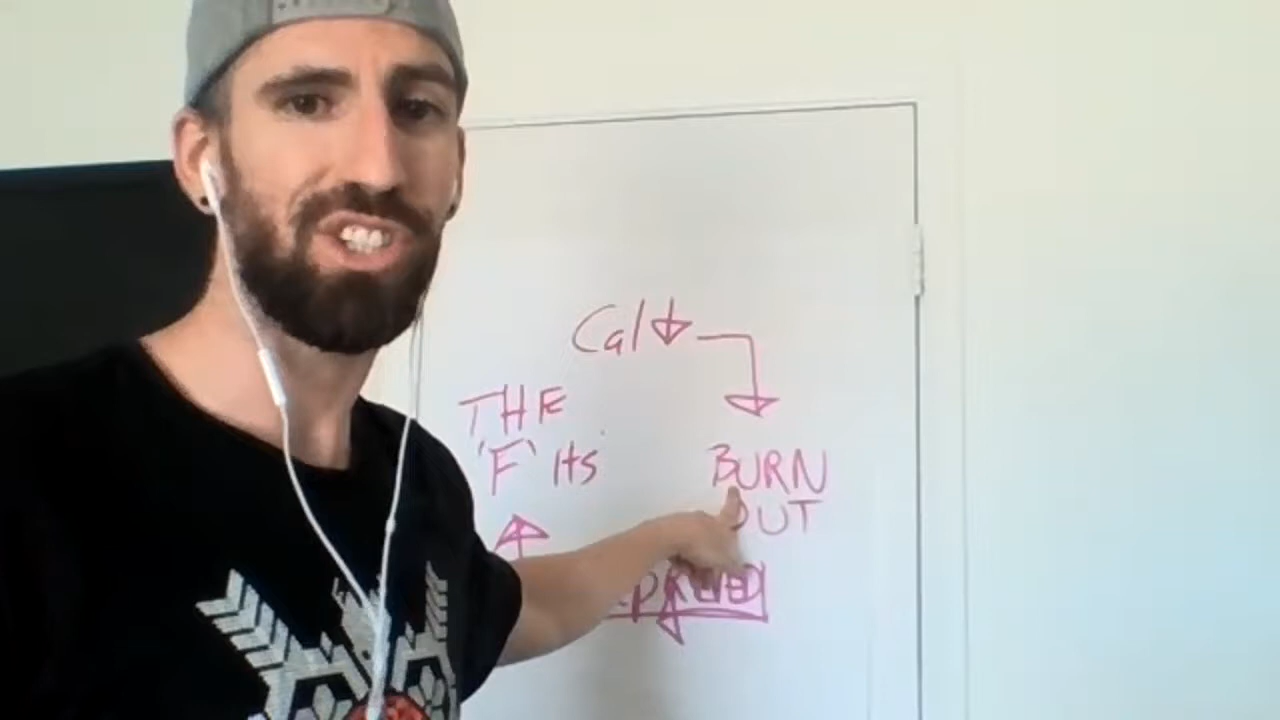 Cal ↓
THE
'F' its
BURN
OUT